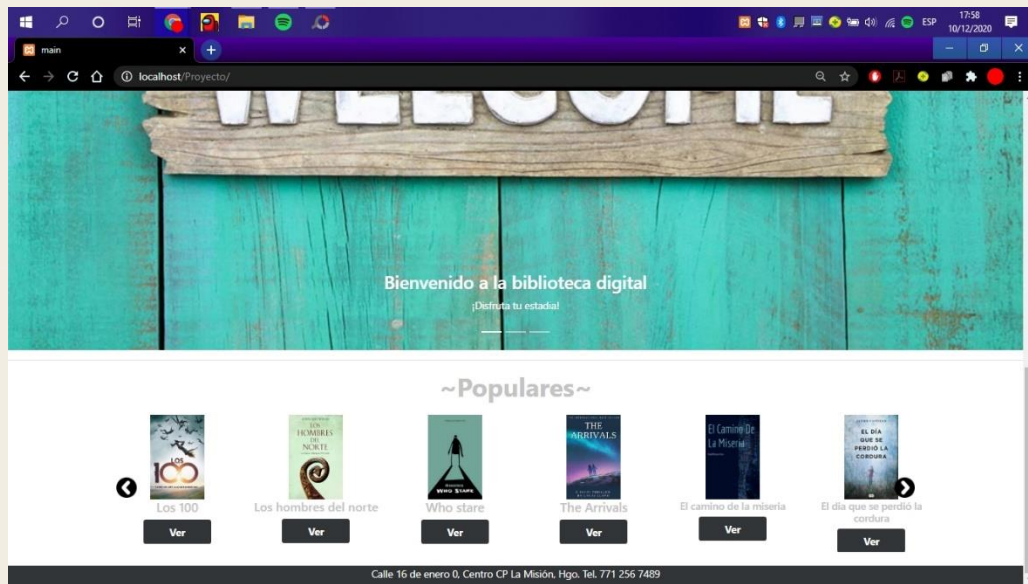 ESP
17:58
10/12/2020
main
localhost/Proyecto/
WELCOME
Bienvenido a la biblioteca digital
¡Disfruta tu estadia!
~Populares~
LOS
100
LOS
HOMBRES
DEL
NORTE
WHO STARE
THE
ARRIVALS
El Camino De
La Miseria
EL DÍA
QUE SE
PERDIÓ LA
CORDURA
Los 100
Los hombres del norte
Who stare
The Arrivals
El camino de la miseria
El dia que se perdió la
cordura
Ver
Ver
Ver
Ver
Ver
Ver
Calle 16 de enero 0, Centro CP La Misión, Hgo. Tel. 771 256 7489